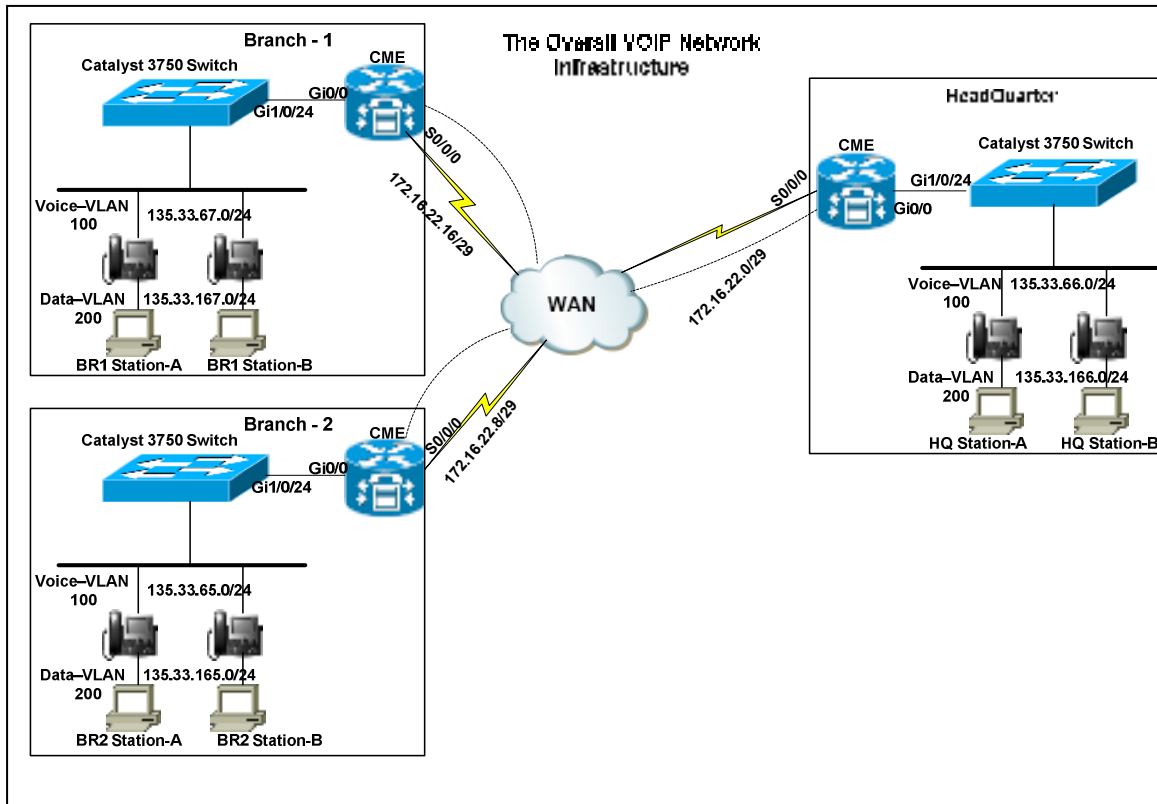 The Overall VOIP Network
Infrastructure
Branch - 1
CME
Catalyst 3750 Switch
Gi0/0
Gi1/0/24
S0/0/0
172.16.22.16/29
Voice–VLAN
100
135.33.67.0/24
Data–VLAN
200
135.33.167.0/24
BR1 Station-A
BR1 Station-B
WAN
HeadQuarter
CME
Catalyst 3750 Switch
S0/0/0
Gi1/0/24
Gi0/0
172.16.22.0/29
Voice–VLAN
100
135.33.66.0/24
Data–VLAN
200
135.33.166.0/24
HQ Station-A
HQ Station-B
Branch - 2
CME
Catalyst 3750 Switch
Gi0/0
Gi1/0/24
S0/0/0
172.16.22.8/29
Voice–VLAN
100
135.33.65.0/24
Data–VLAN
200
135.33.165.0/24
BR2 Station-A
BR2 Station-B